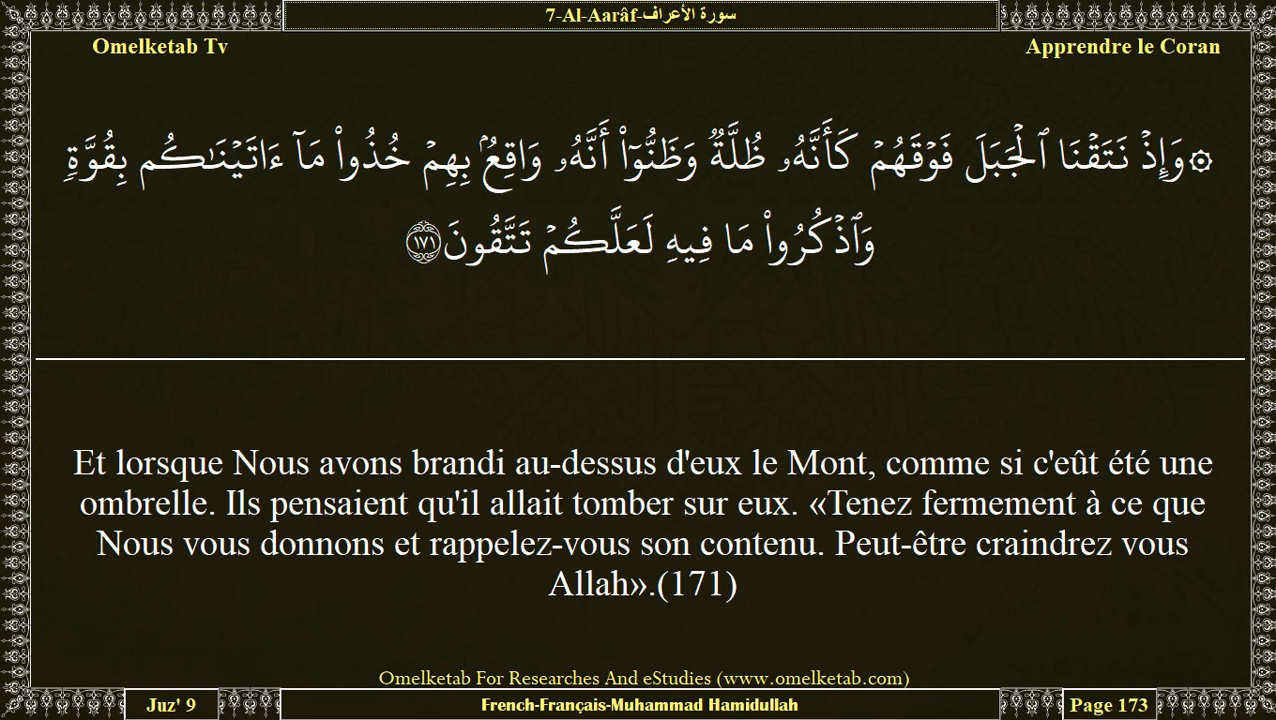 7-Al-Aarâf-سورة الأعراف
Omelketab Tv
Apprendre le Coran
۞وَإِذۡ نَتَقۡنَا ٱلۡجَبَلَ فَوۡقَهُمۡ كَأَنَّهُۥ ظُلَّةٞ وَظَنُّوٓاْ أَنَّهُۥ وَاقِعُۢ بِهِمۡ خُذُواْ مَآ ءَاتَيۡنَٰكُم بِقُوَّةٖ
وَٱذۡكُرُواْ مَا فِيهِ لَعَلَّكُمۡ تَتَّقُونَ١٧١
Et lorsque Nous avons brandi au-dessus d'eux le Mont, comme si c'eût été une
ombrelle. Ils pensaient qu'il allait tomber sur eux. «Tenez fermement à ce que
Nous vous donnons et rappelez-vous son contenu. Peut-être craindrez vous
Allah».(171)
Omelketab For Researches And eStudies (www.omelketab.com)
Juz' 9
French-Français-Muhammad Hamidullah
Page 173